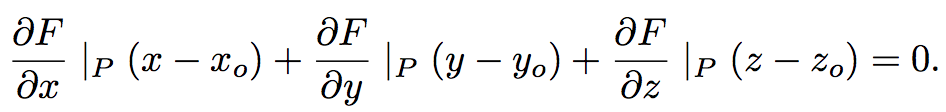 ∂F/∂x |_P (x − x_o) + ∂F/∂y |_P (y − y_o) + ∂F/∂z |_P (z − z_o) = 0.